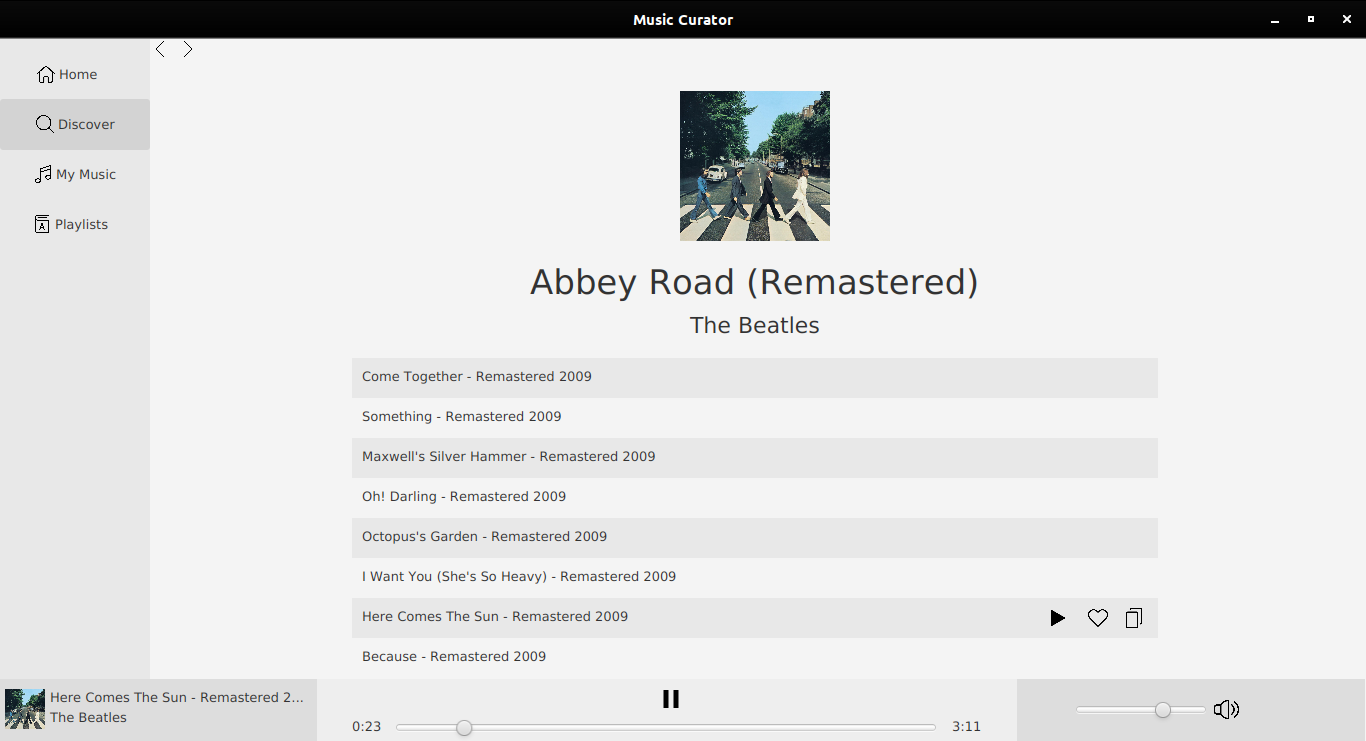 Music Curator
Home
Discover
My Music
Playlists
Abbey Road (Remastered)
The Beatles
Come Together - Remastered 2009
Something - Remastered 2009
Maxwell's Silver Hammer - Remastered 2009
Oh! Darling - Remastered 2009
Octopus's Garden - Remastered 2009
I Want You (She's So Heavy) - Remastered 2009
Here Comes The Sun - Remastered 2009
Because - Remastered 2009
Here Comes The Sun - Remastered 2...
The Beatles
0:23
3:11